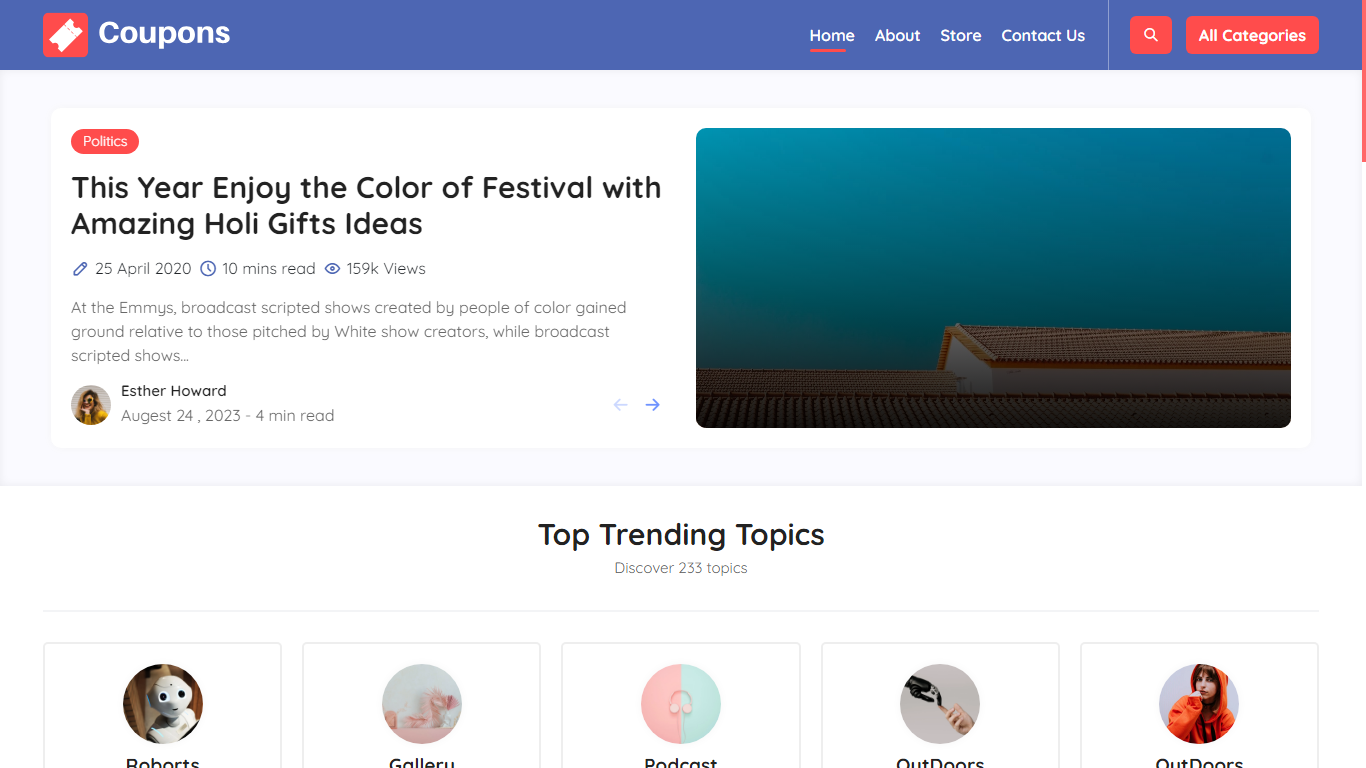 Coupons
Home
About
Store
Contact Us
All Categories
Politics
This Year Enjoy the Color of Festival with
Amazing Holi Gifts Ideas
25 April 2020
10 mins read
159k Views
At the Emmys, broadcast scripted shows created by people of color gained
ground relative to those pitched by White show creators, while broadcast
scripted shows...
Esther Howard
Augest 24 , 2023 - 4 min read
Top Trending Topics
Discover 233 topics
Roborts
Gallery
Podcast
OutDoors
OutDoors